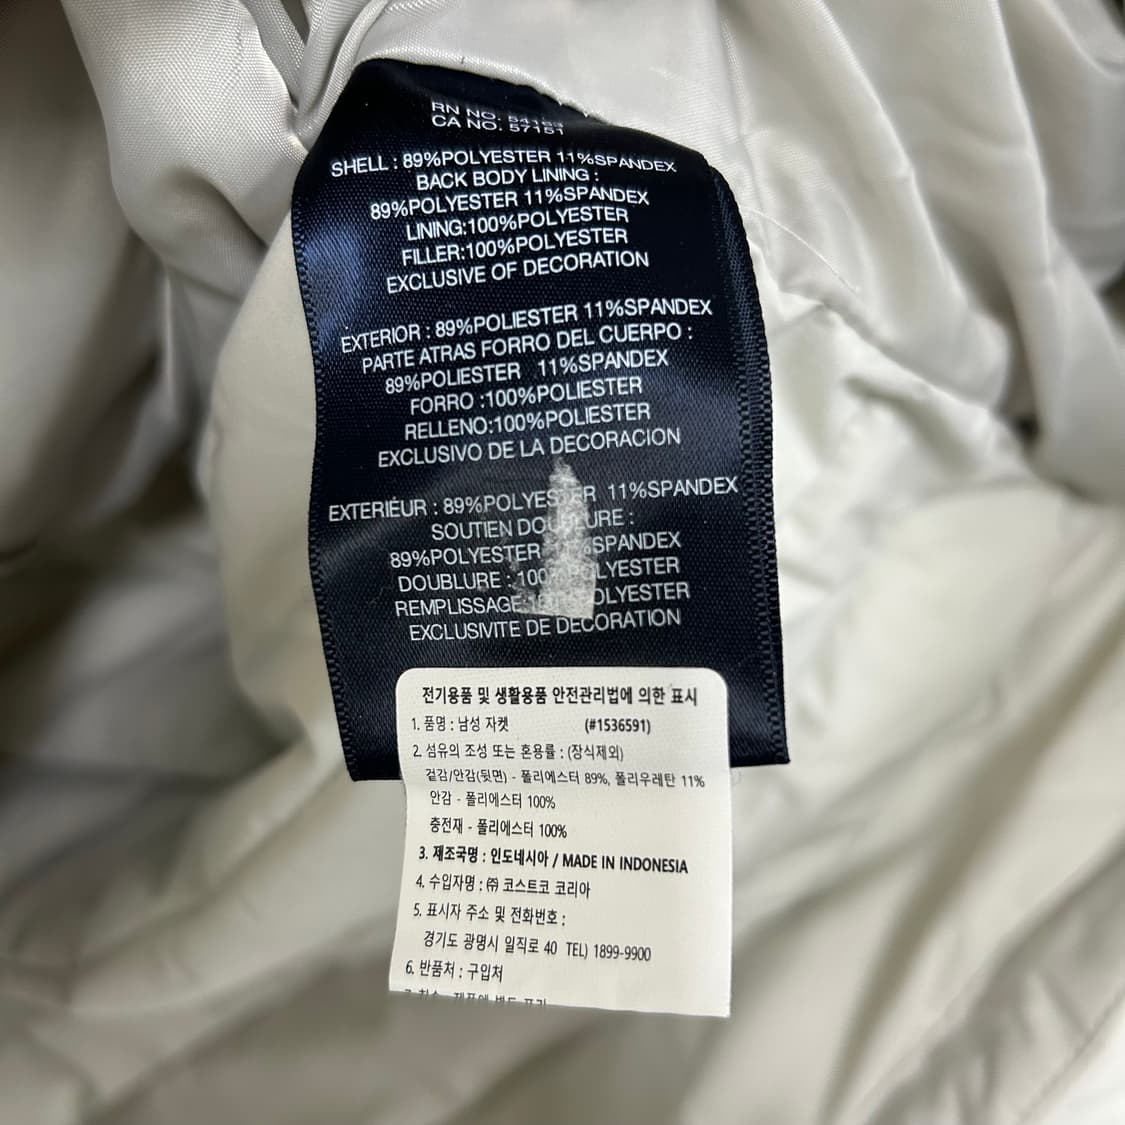 RN NO: 54163
CA NO. 57151
SHELL : 89%POLYESTER 11%SPANDEX
BACK BODY LINING :
89%POLYESTER 11%SPANDEX
LINING:100%POLYESTER
FILLER:100%POLYESTER
EXCLUSIVE OF DECORATION
EXTERIOR : 89%POLIESTER 11%SPANDEX
PARTE ATRAS FORRO DEL CUERPO :
89%POLIESTER 11%SPANDEX
FORRO :100%POLIESTER
RELLENO:100%POLIESTER
EXCLUSIVO DE LA DECORACION
EXTERIÉUR : 89%POLYESTER 11%SPANDEX
SOUTIEN DOUBLURE :
89%POLYESTER SPANDEX
DOUBLURE : 100%POLYESTER
REMPLISSAGE:100%POLYESTER
EXCLUSIVITE DE DECORATION
전기용품 및 생활용품 안전관리법에 의한 표시
1. 품명 : 남성 자켓 (#1536591)
2. 섬유의 조성 또는 혼용률 : (장식제외)
겉감/안감(뒷면) - 폴리에스터 89%, 폴리우레탄 11%
안감 - 폴리에스터 100%
충전재 - 폴리에스터 100%
3. 제조국명 : 인도네시아 / MADE IN INDONESIA
4. 수입자명 : ㈜ 코스트코 코리아
5. 표시자 주소 및 전화번호 :
경기도 광명시 일직로 40 TEL) 1899-9900
6. 반품처 : 구입처